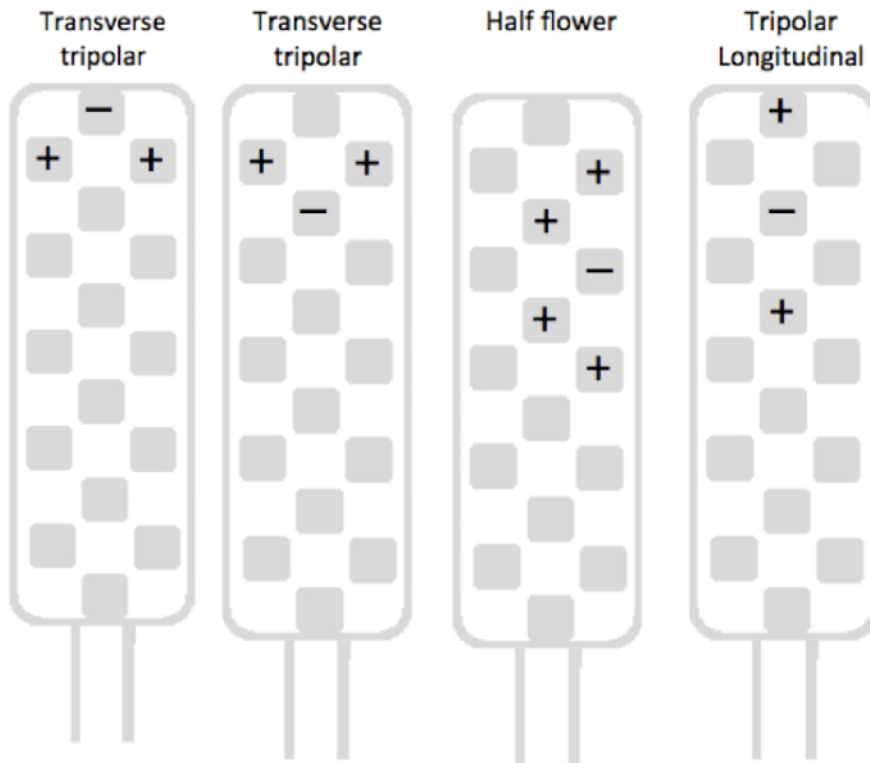 Transverse
tripolar
Transverse
tripolar
Half flower
Tripolar
Longitudinal
−
+ +
+ +
−
+
+
−
+
+
+
−
+